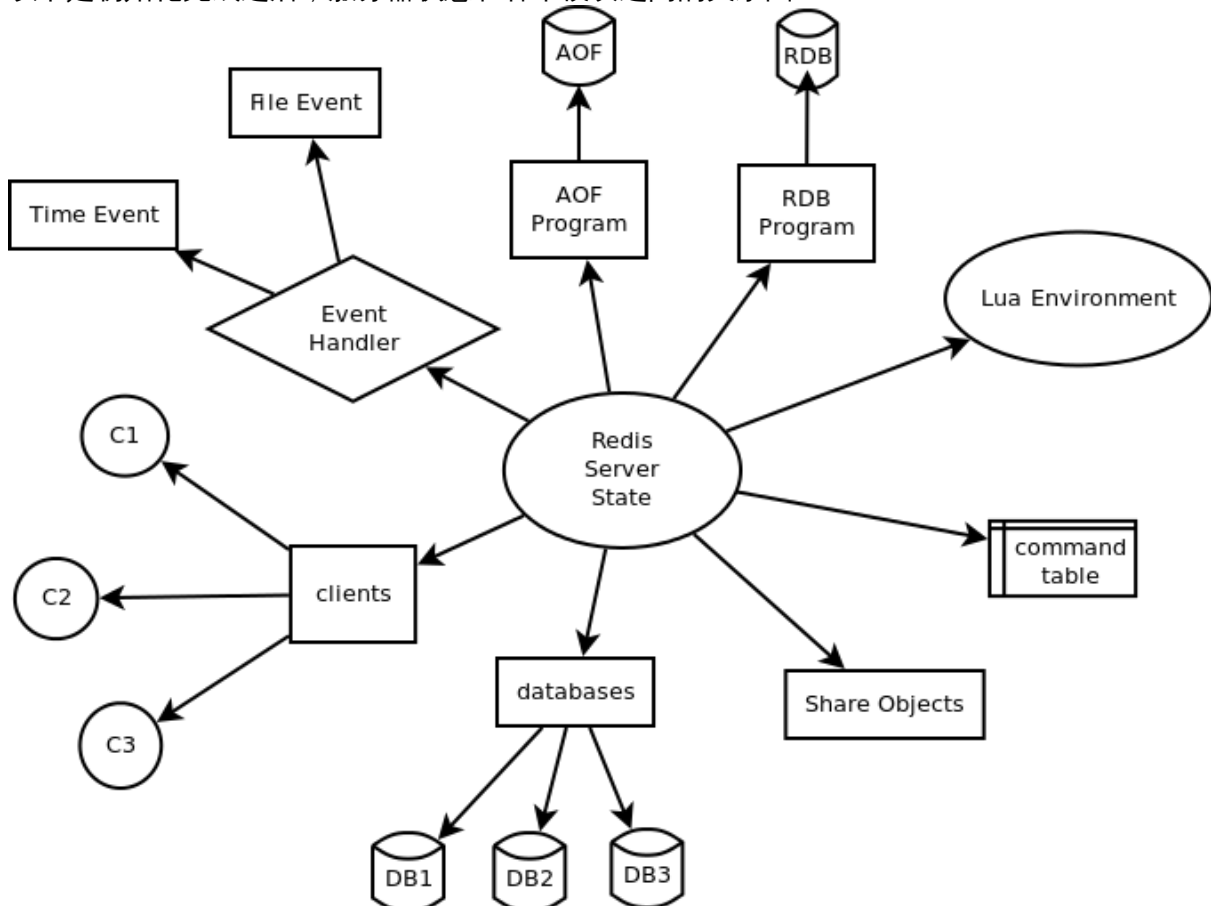 AOF
RDB
File Event
Time Event
AOF
Program
RDB
Program
Lua Environment
Event
Handler
C1
Redis
Server
State
command
table
C2
clients
databases
Share Objects
C3
DB1
DB2
DB3